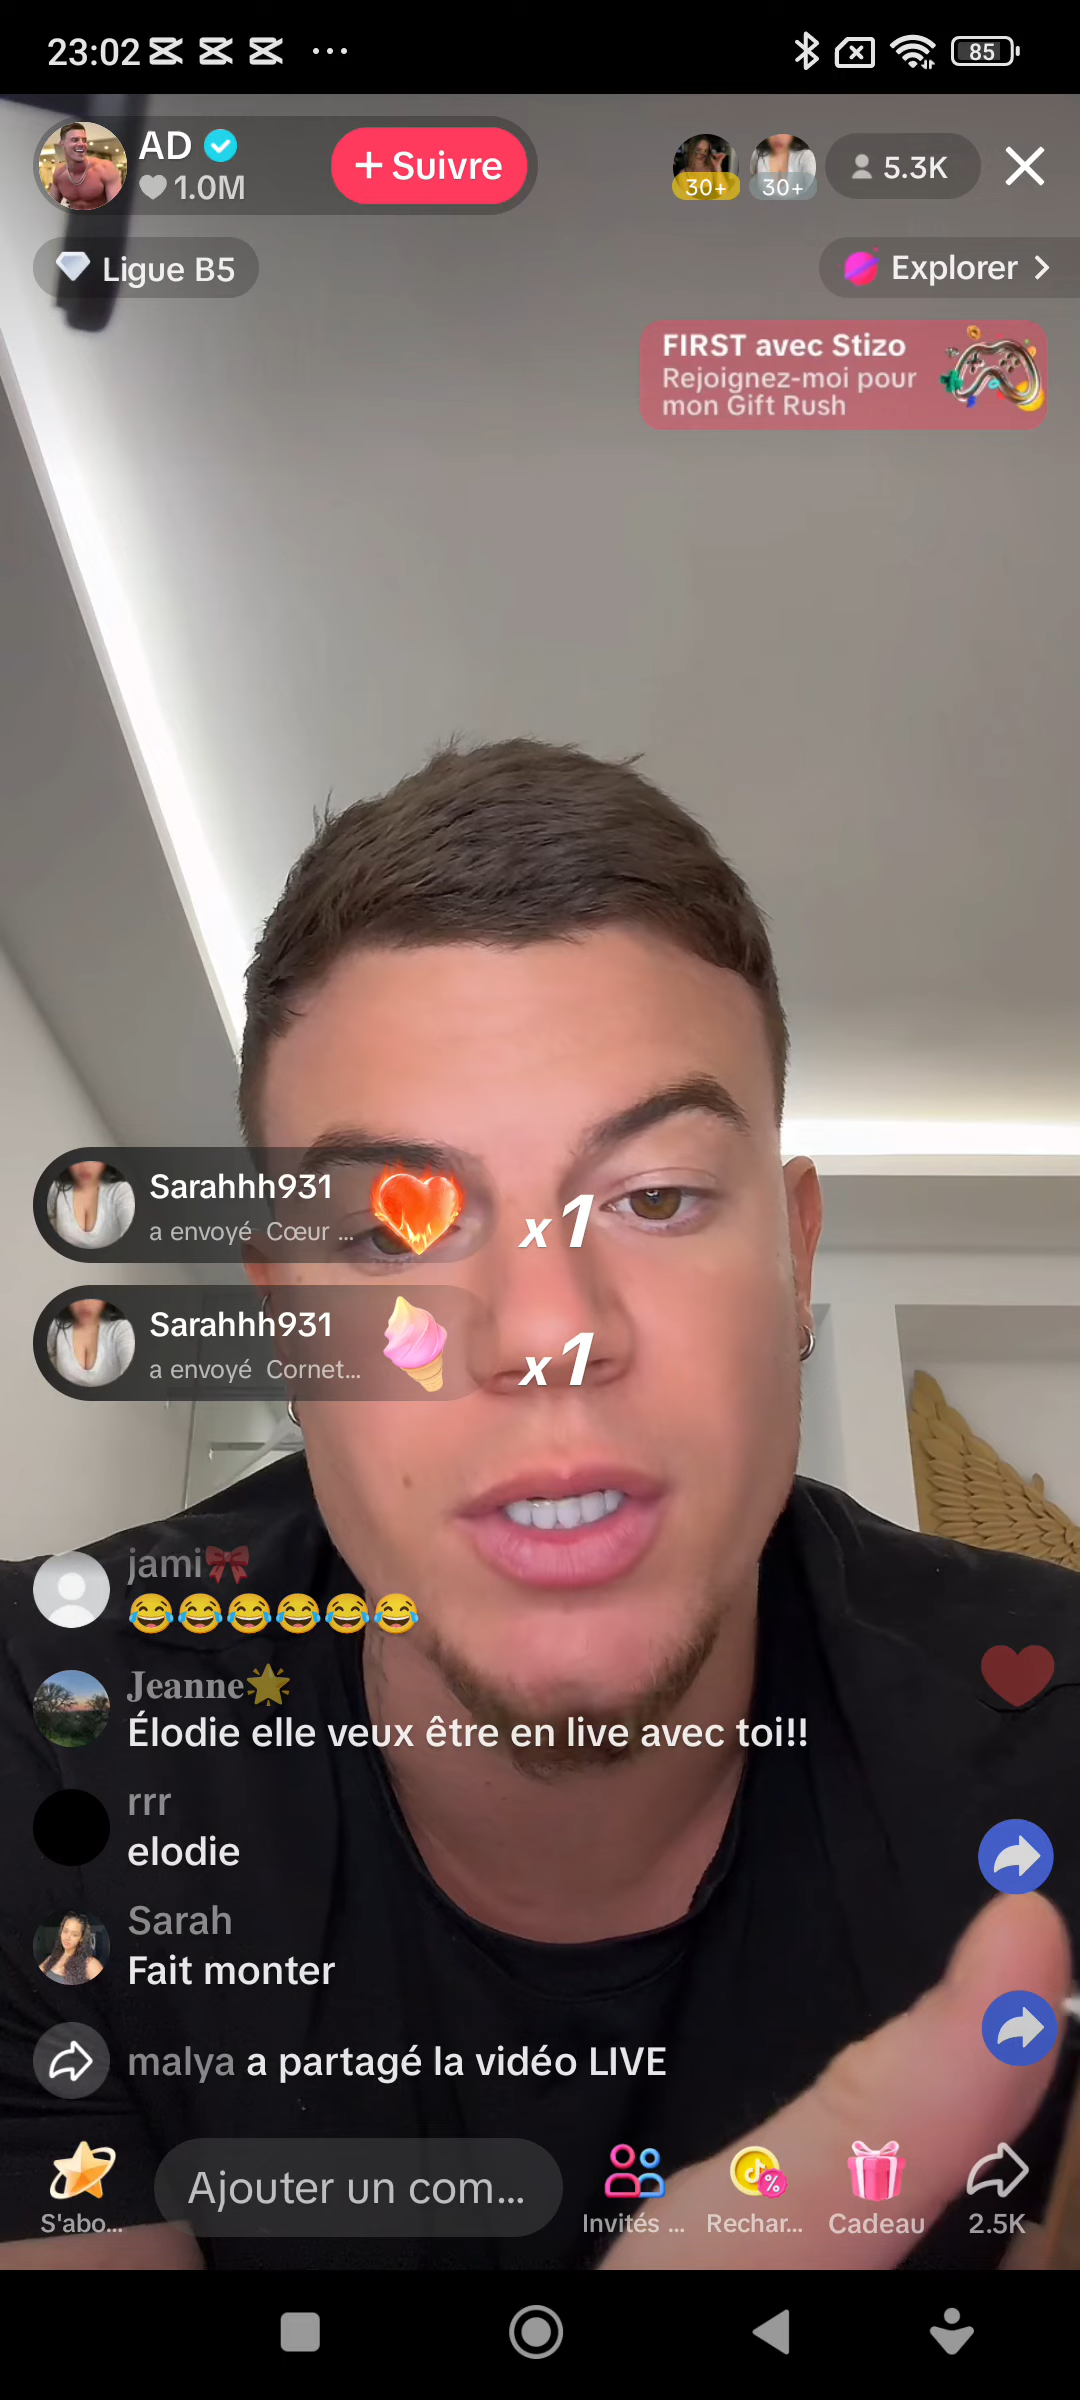 23:02
85
AD
1.0M
+ Suivre
30+
30+
5.3K
Ligue B5
Explorer
FIRST avec Stizo
Rejoignez-moi pour
mon Gift Rush
Sarahhh931
a envoyé Cœur ...
x1
Sarahhh931
a envoyé Cornet...
x1
jami🎀
😂😂😂😂😂😂
Jeanne🌟
Élodie elle veux être en live avec toi!!
rrr
elodie
Sarah
Fait monter
malya a partagé la vidéo LIVE
Ajouter un com...
S'abo...
Invités ...
Rechar...
Cadeau
2.5K